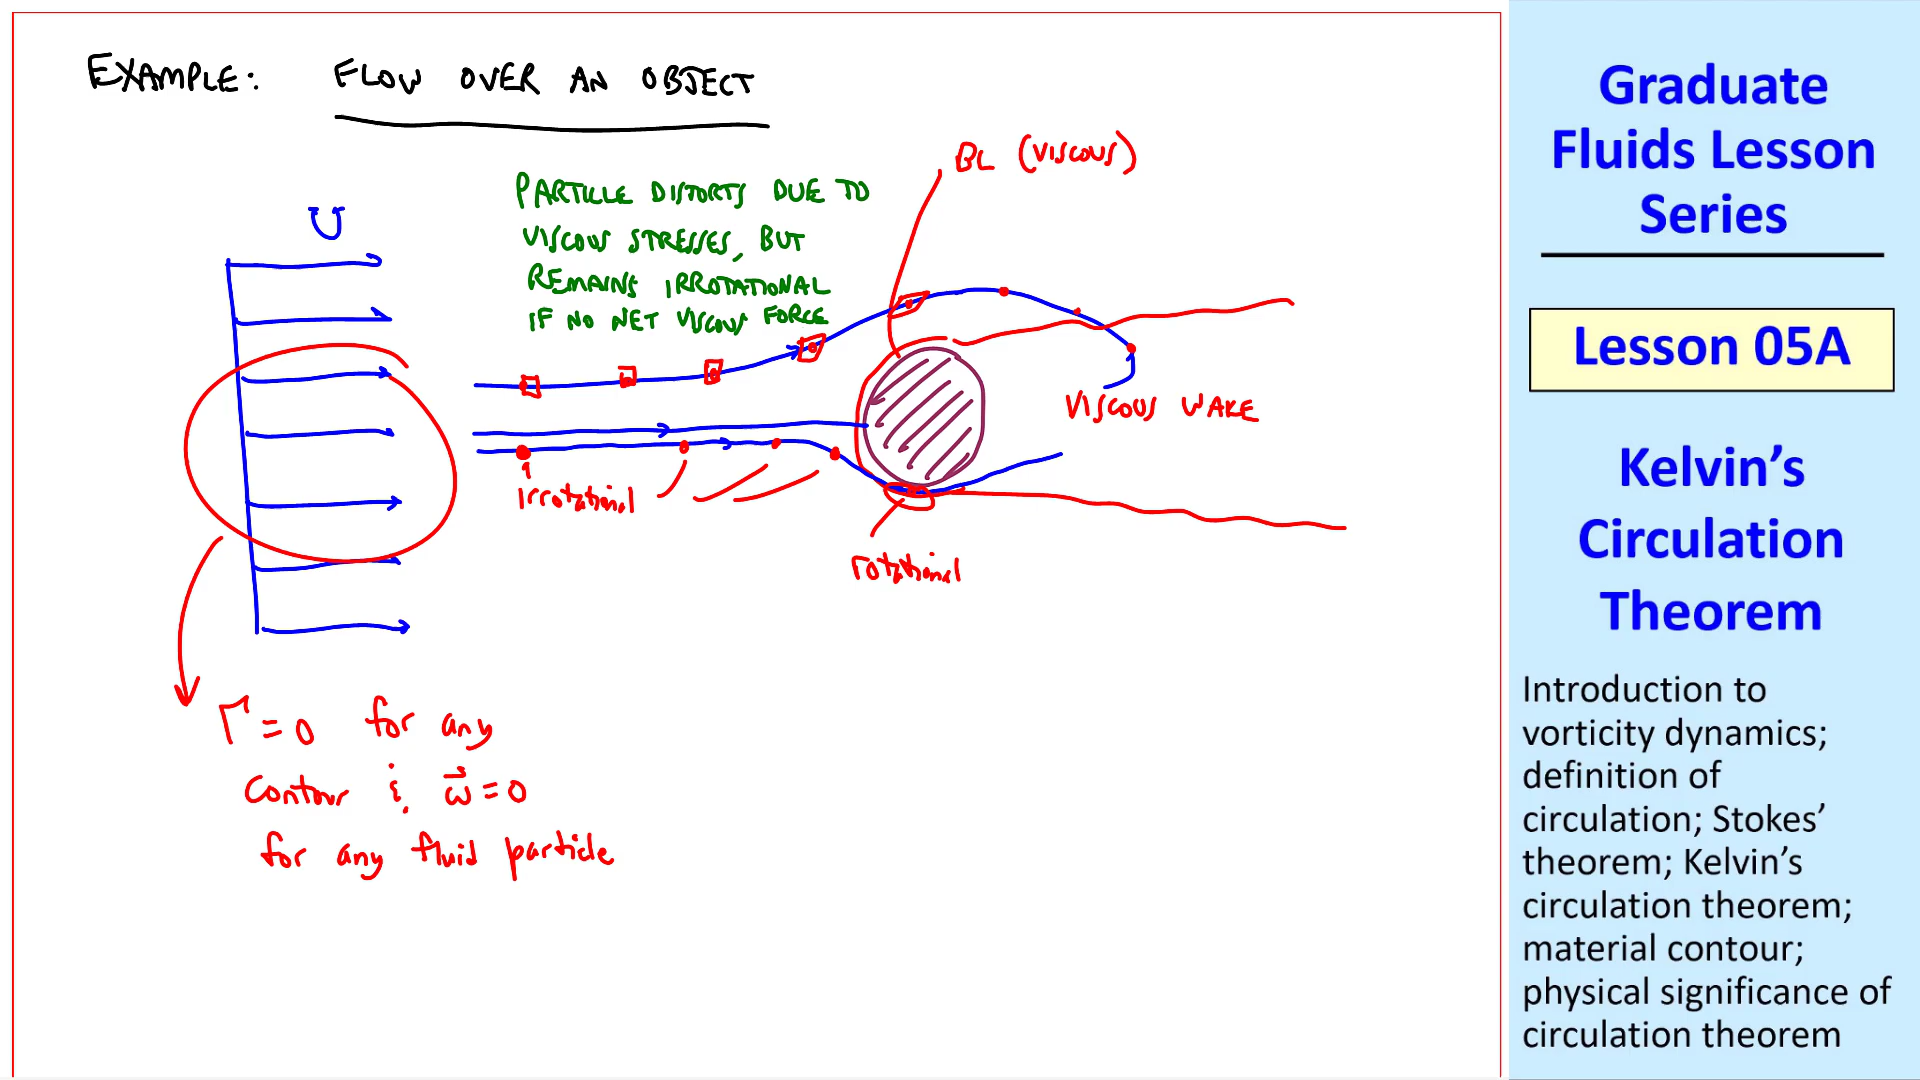 EXAMPLE: FLOW OVER AN OBJECT
BL (VISCOUS)
PARTICLE DISTORTS DUE TO
VISCOUS STRESSES, BUT
REMAINS IRROTATIONAL
IF NO NET VISCOUS FORCE
U
VISCOUS WAKE
irrotational
rotational
Γ = 0 for any
contour & ω⃗ = 0
for any fluid particle
Graduate
Fluids Lesson
Series
Lesson 05A
Kelvin’s
Circulation
Theorem
Introduction to
vorticity dynamics;
definition of
circulation; Stokes’
theorem; Kelvin’s
circulation theorem;
material contour;
physical significance of
circulation theorem